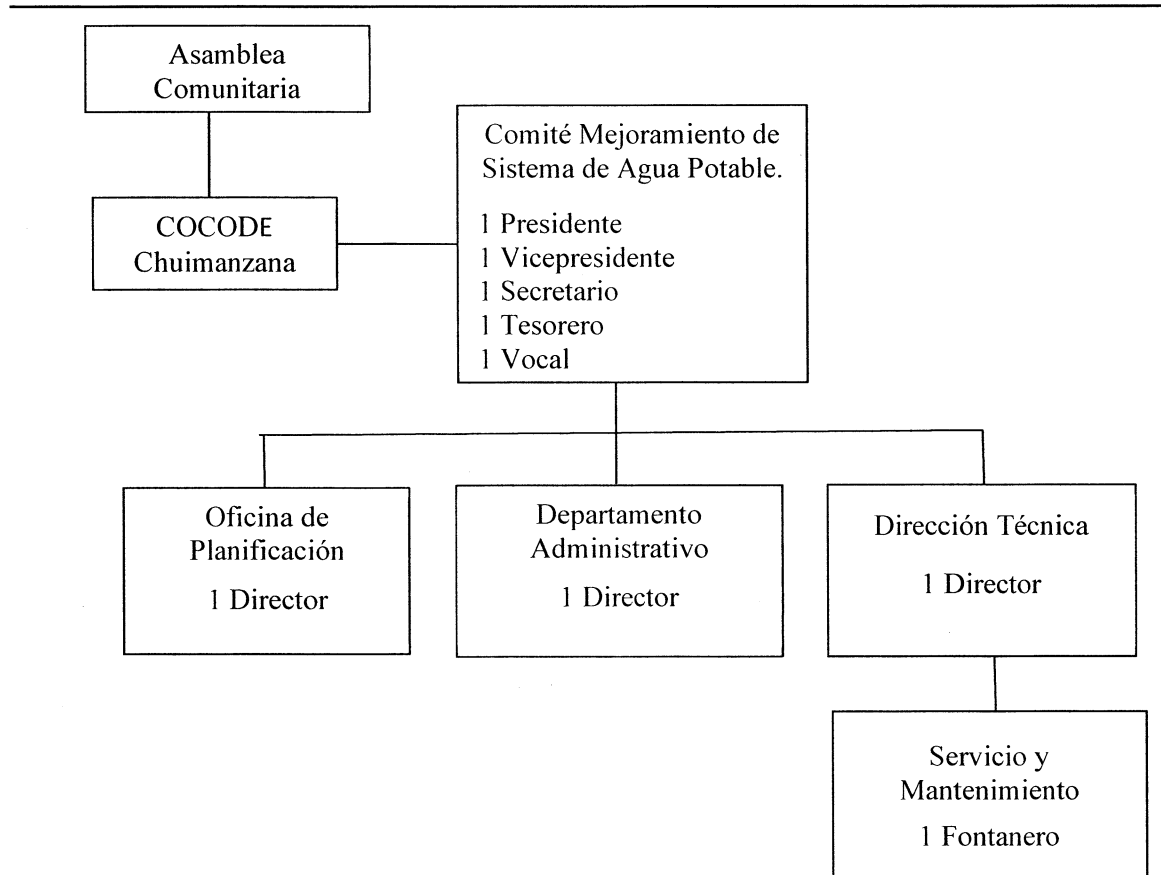 Asamblea
Comunitaria
Comité Mejoramiento de
Sistema de Agua Potable.
1 Presidente
1 Vicepresidente
1 Secretario
1 Tesorero
1 Vocal
COCODE
Chuimanzana
Oficina de
Planificación
1 Director
Departamento
Administrativo
1 Director
Dirección Técnica
1 Director
Servicio y
Mantenimiento
1 Fontanero